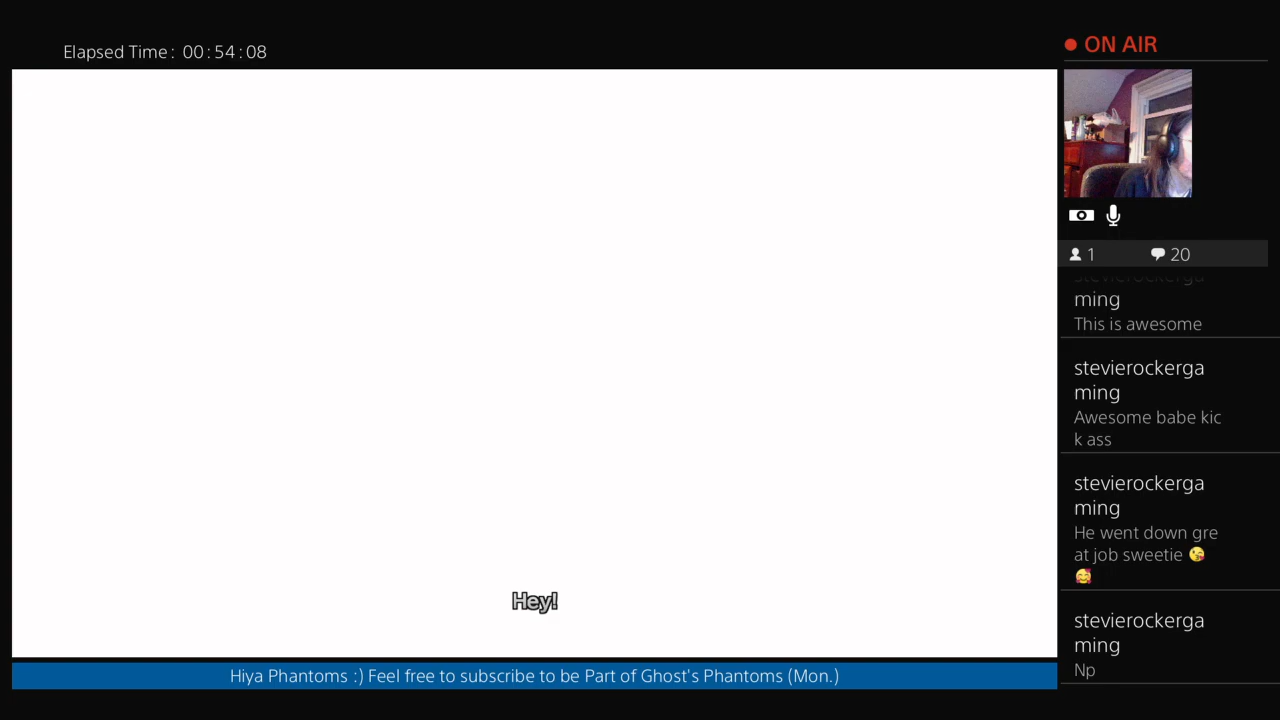 Elapsed Time: 00:54:08
ON AIR
1
20
stevierockerga
ming
This is awesome
stevierockerga
ming
Awesome babe kic
k ass
stevierockerga
ming
He went down gre
at job sweetie 😘
🥰
stevierockerga
ming
Np
Hey!
Hiya Phantoms :) Feel free to subscribe to be Part of Ghost's Phantoms (Mon.)